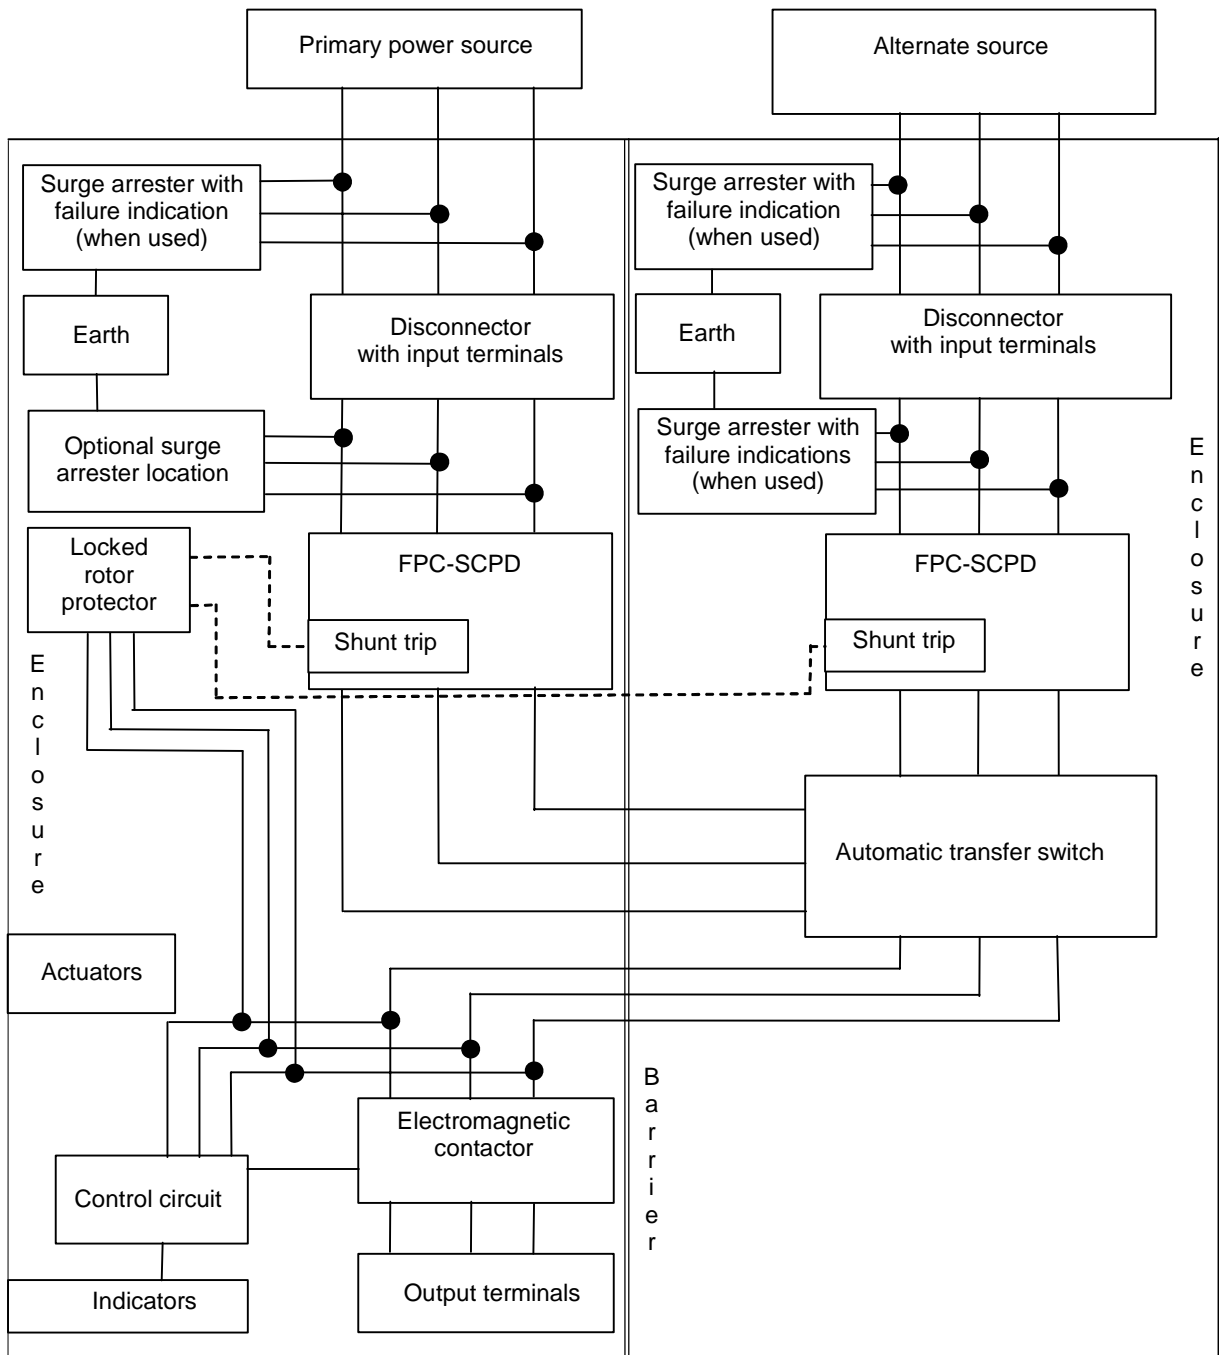 Primary power source
Alternate source
Surge arrester with
failure indication
(when used)
Surge arrester with
failure indication
(when used)
Earth
Disconnector
with input terminals
Earth
Disconnector
with input terminals
Optional surge
arrester location
Surge arrester with
failure indications
(when used)
Enclosure
Locked
rotor
protector
FPC-SCPD
Shunt trip
FPC-SCPD
Shunt trip
Enclosure
Automatic transfer switch
Actuators
Barrier
Electromagnetic
contactor
Control circuit
Output terminals
Indicators